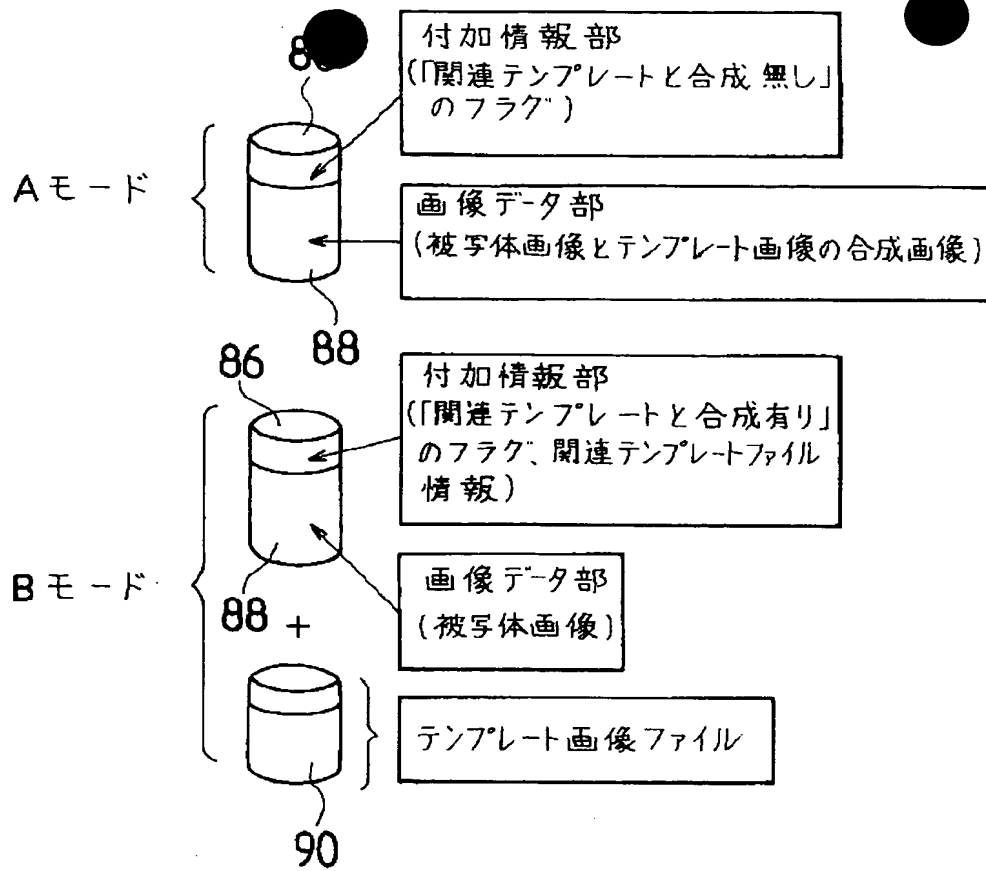 付加情報部
(「関連テンプレートと合成 無し」
のフラグ)
Aモード
画像データ部
(被写体画像とテンプレート画像の合成画像)
88
86
付加情報部
(「関連テンプレートと合成有り」
のフラグ、関連テンプレートファイル
情報)
Bモード
画像データ部
(被写体画像)
88 +
テンプレート画像ファイル
90